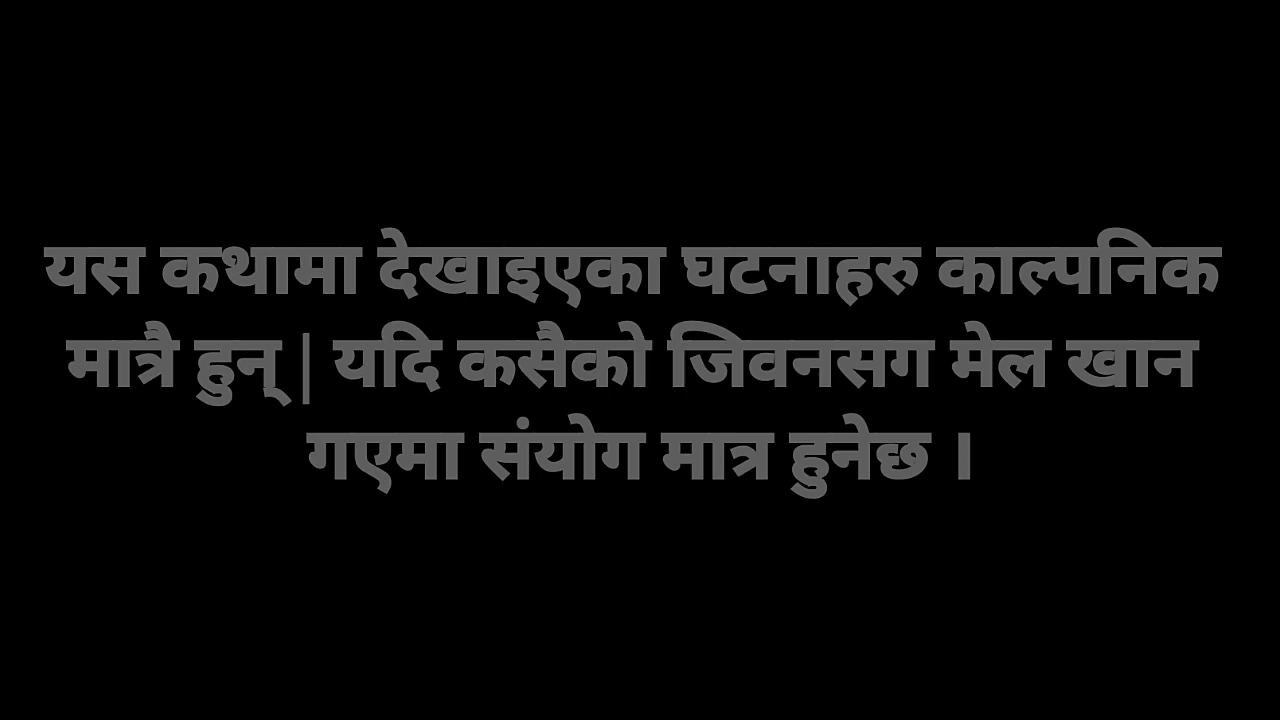 यस कथामा देखाइएका घटनाहरु काल्पनिक
मात्रै हुन् | यदि कसैको जिवनसग मेल खान
गएमा संयोग मात्र हुनेछ ।